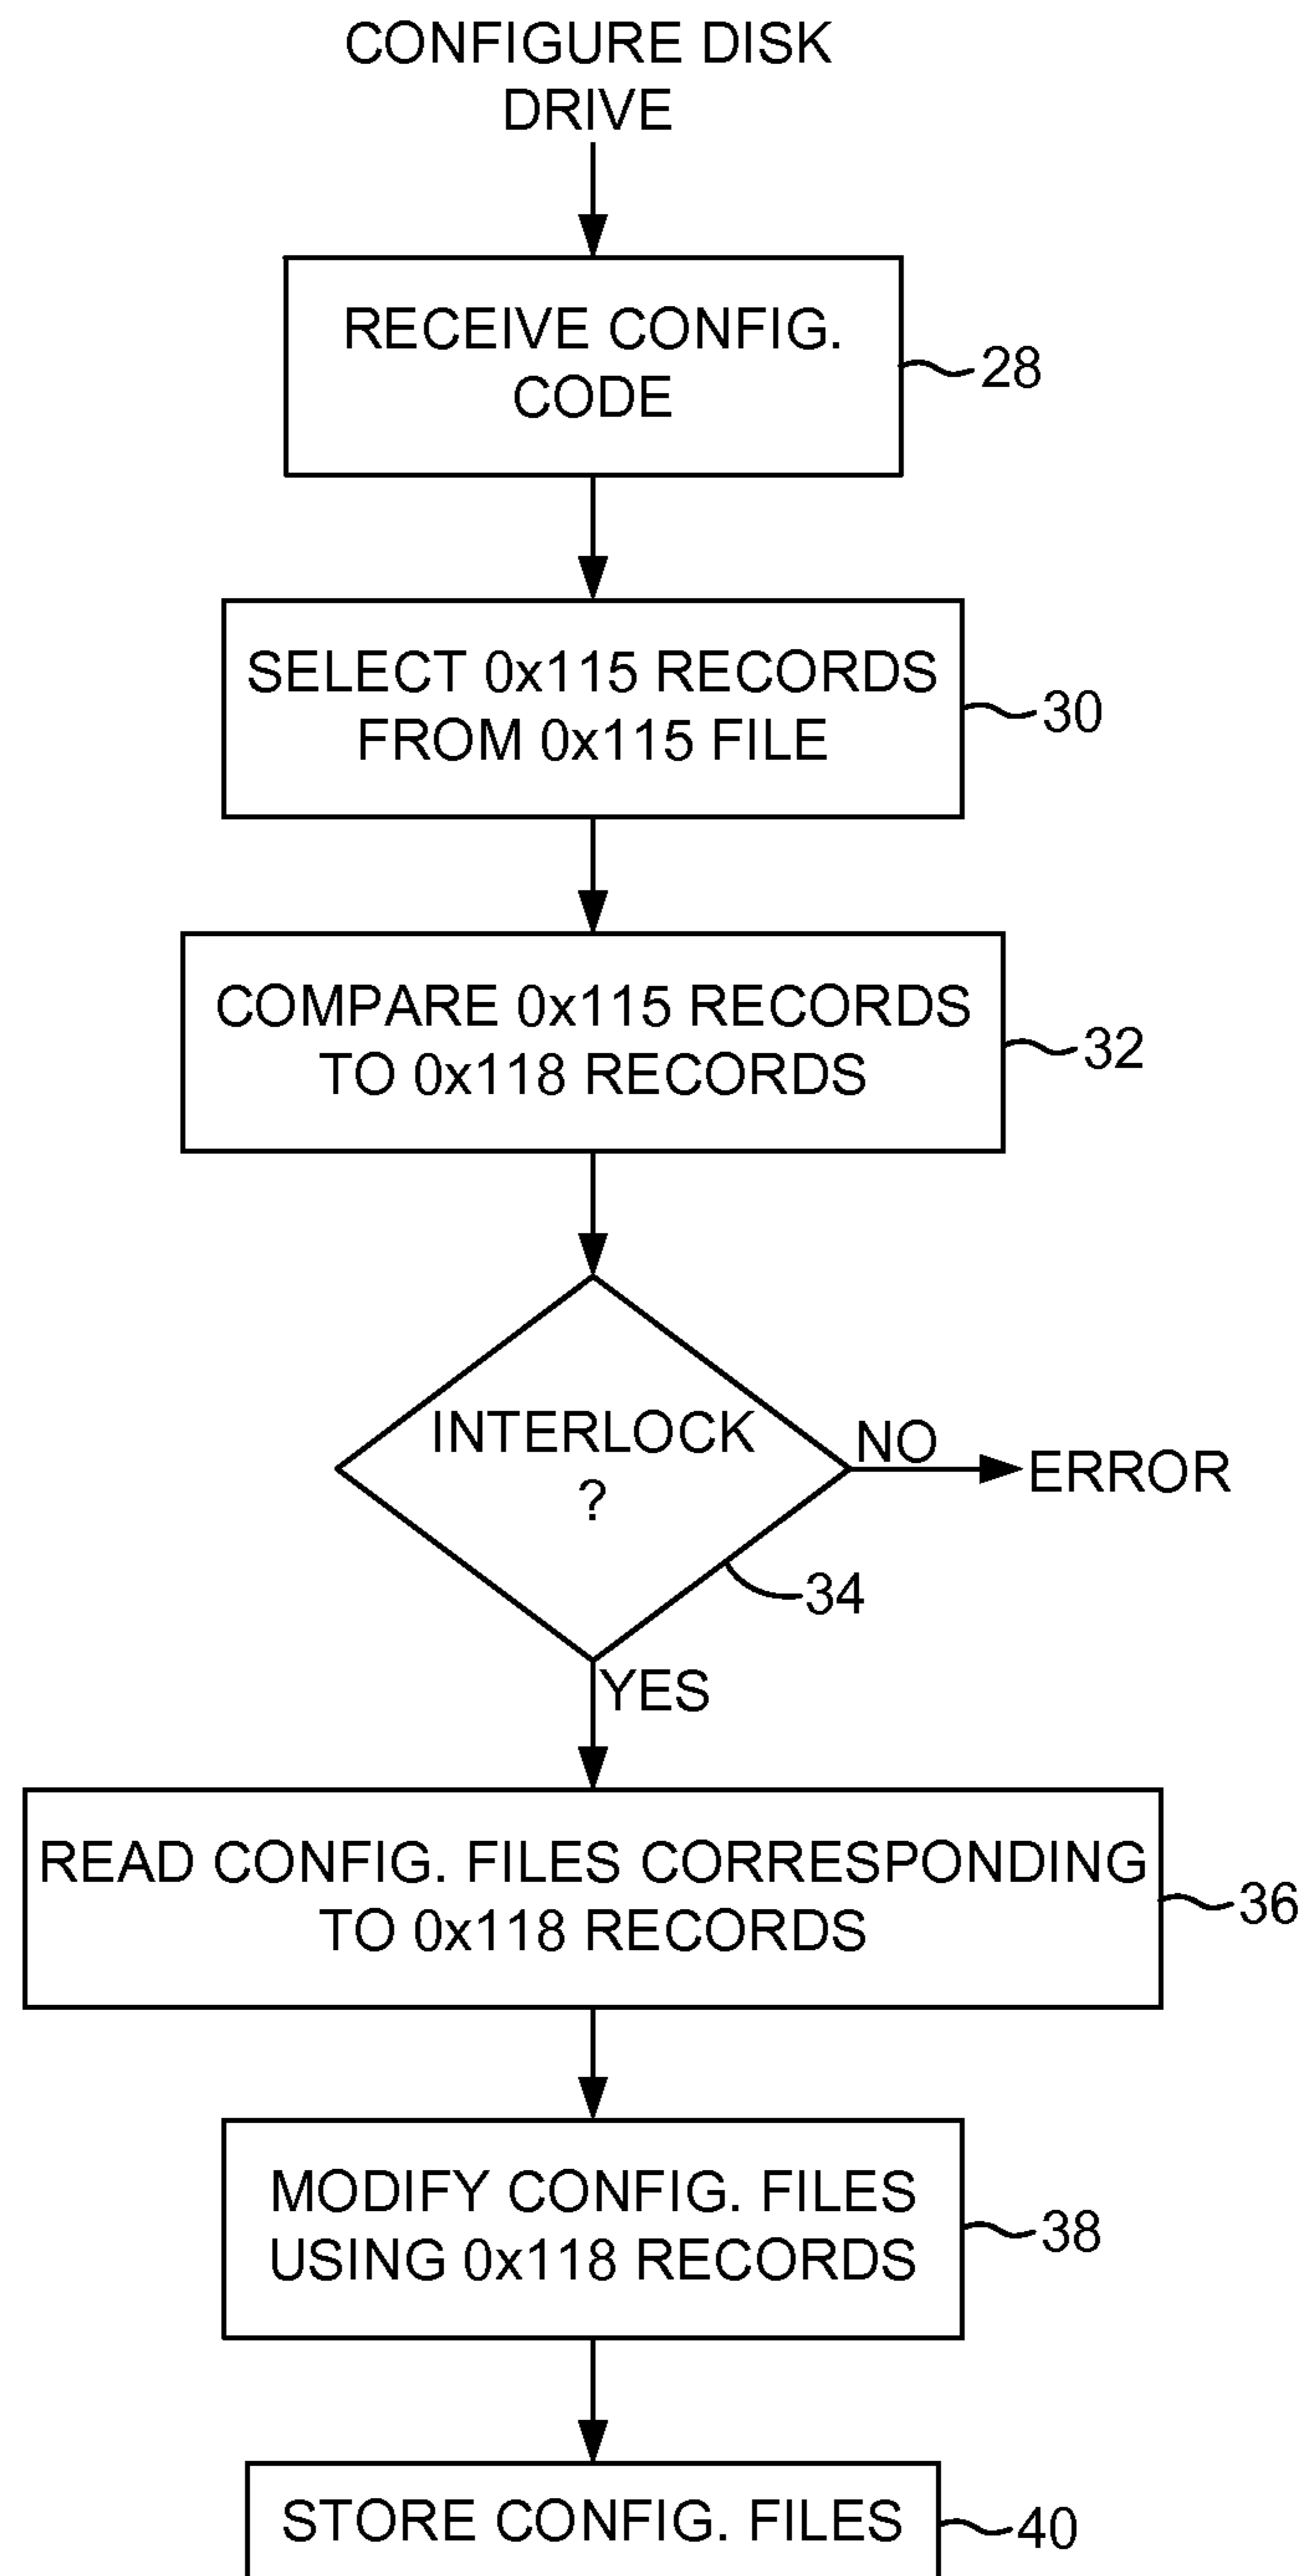 CONFIGURE DISK
DRIVE
RECEIVE CONFIG.
CODE
28
SELECT 0x115 RECORDS
FROM 0x115 FILE
30
COMPARE 0x115 RECORDS
TO 0x118 RECORDS
32
INTERLOCK
?
NO
ERROR
34
YES
READ CONFIG. FILES CORRESPONDING
TO 0x118 RECORDS
36
MODIFY CONFIG. FILES
USING 0x118 RECORDS
38
STORE CONFIG. FILES
40